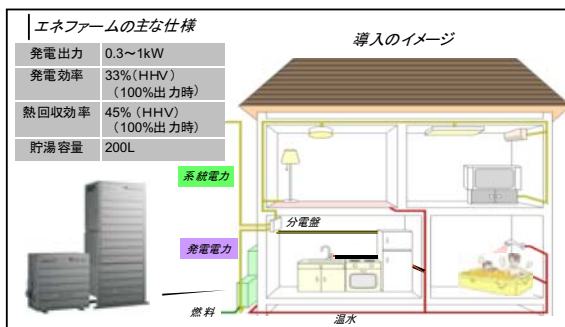 エネファームの主な仕様
導入のイメージ
発電出力 0.3～1kW
発電効率 33%(HHV)
(100%出力時)
熱回収効率 45%(HHV)
(100%出力時)
貯湯容量 200L
系統電力
分電盤
発電電力
燃料
温水